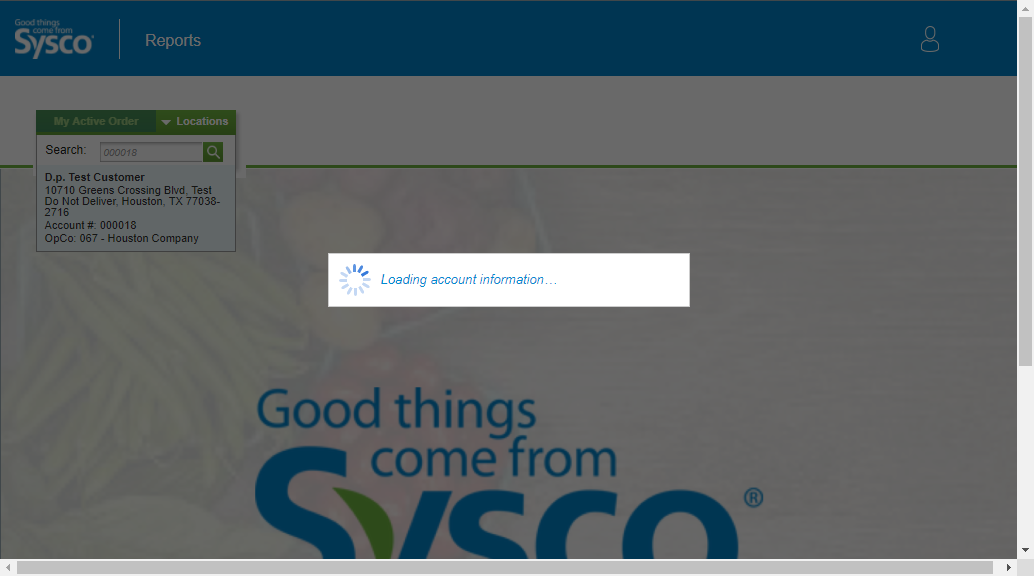 Good things
come from
Sysco
Reports
My Active Order
Locations
Search:
000018
D.p. Test Customer
10710 Greens Crossing Blvd, Test
Do Not Deliver, Houston, TX 77038-
2716
Account #: 000018
OpCo: 067 - Houston Company
Loading account information…
Good things
come from
Sysco®